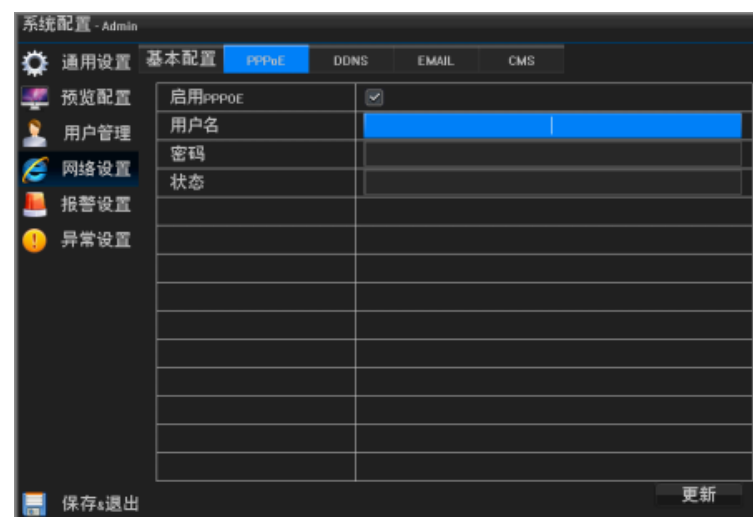 系统配置 - Admin
通用设置
预览配置
用户管理
网络设置
报警设置
异常设置
保存&退出
基本配置 PPPoE DDNS EMAIL CMS
启用PPPOE
用户名
密码
状态
更新